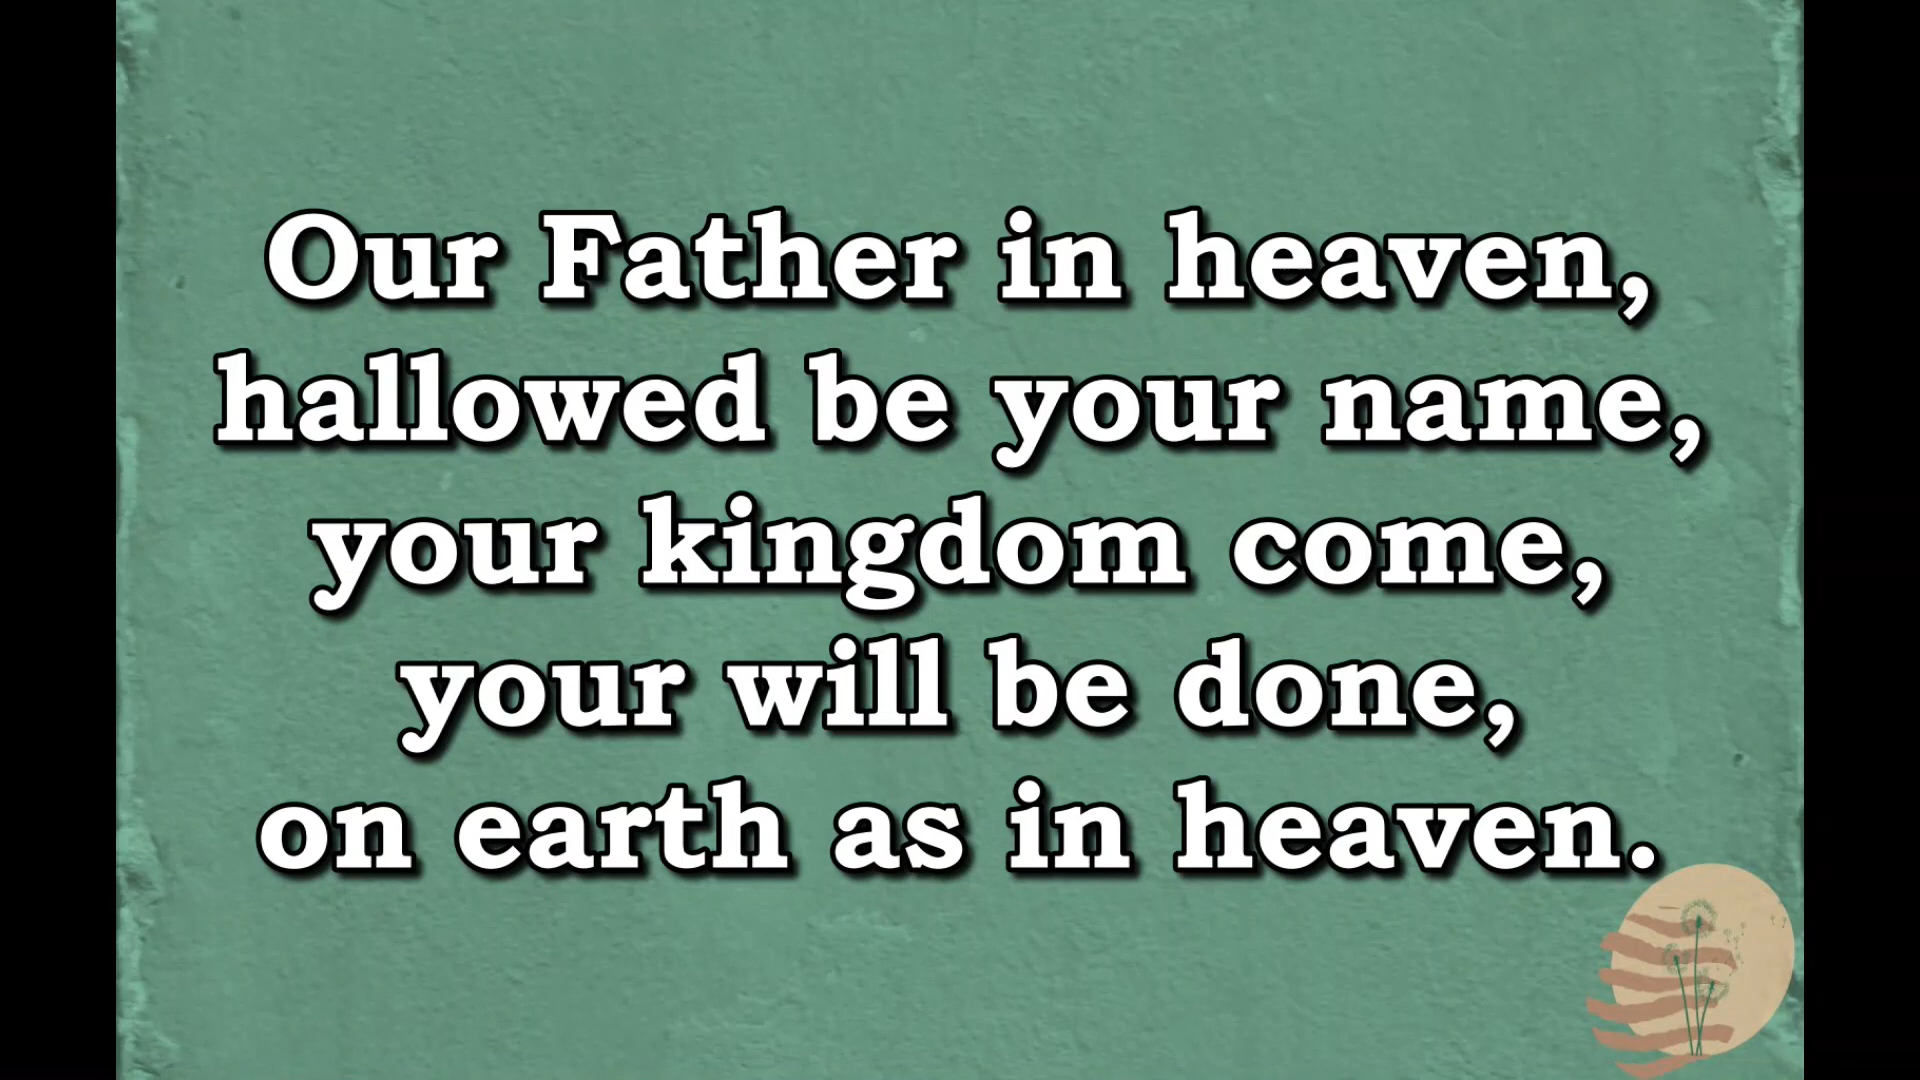 Our Father in heaven,
hallowed be your name,
your kingdom come,
your will be done,
on earth as in heaven.